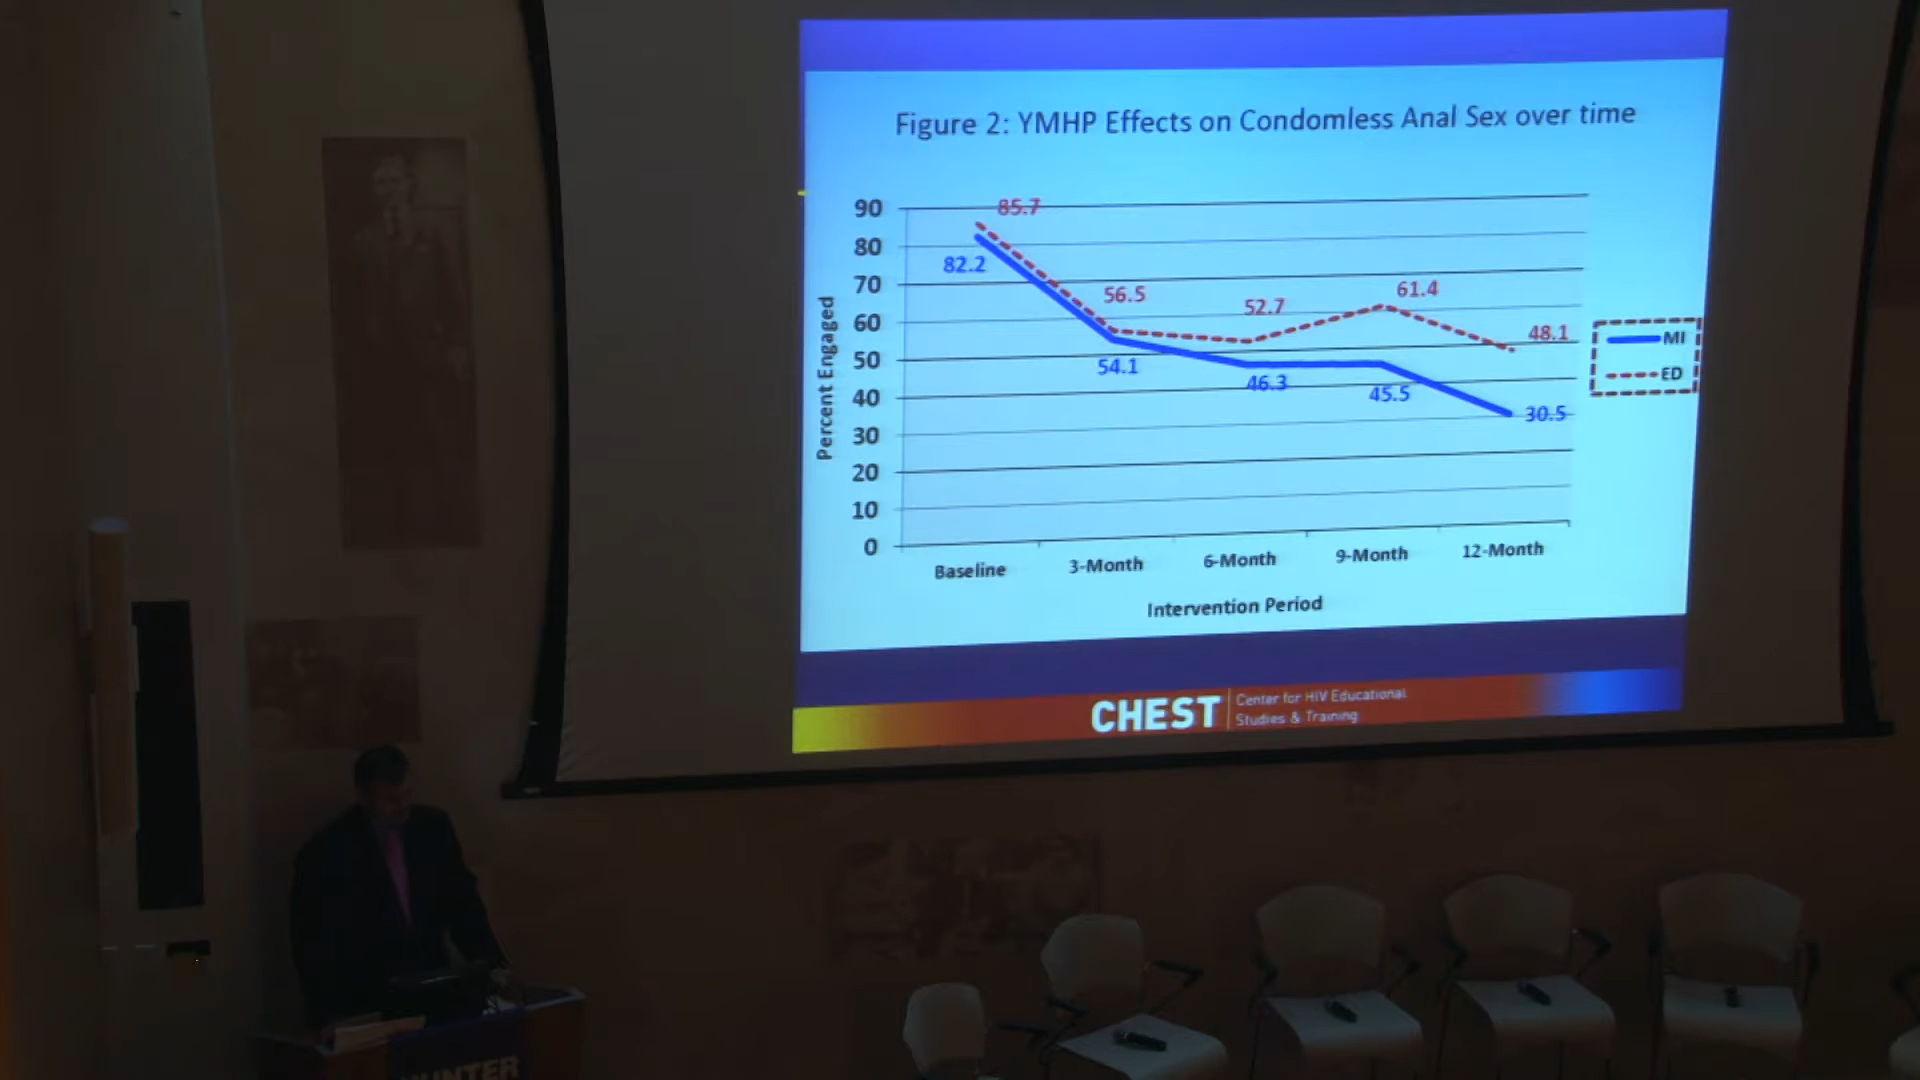 Figure 2: YMHP Effects on Condomless Anal Sex over time
90
80
70
60
50
40
30
20
10
0
Percent Engaged
85.7
82.2
56.5
54.1
52.7
46.3
61.4
45.5
48.1
30.5
MI
ED
Baseline
3-Month
6-Month
9-Month
12-Month
Intervention Period
CHEST
Center for HIV Educational
Studies & Training
HUNTER